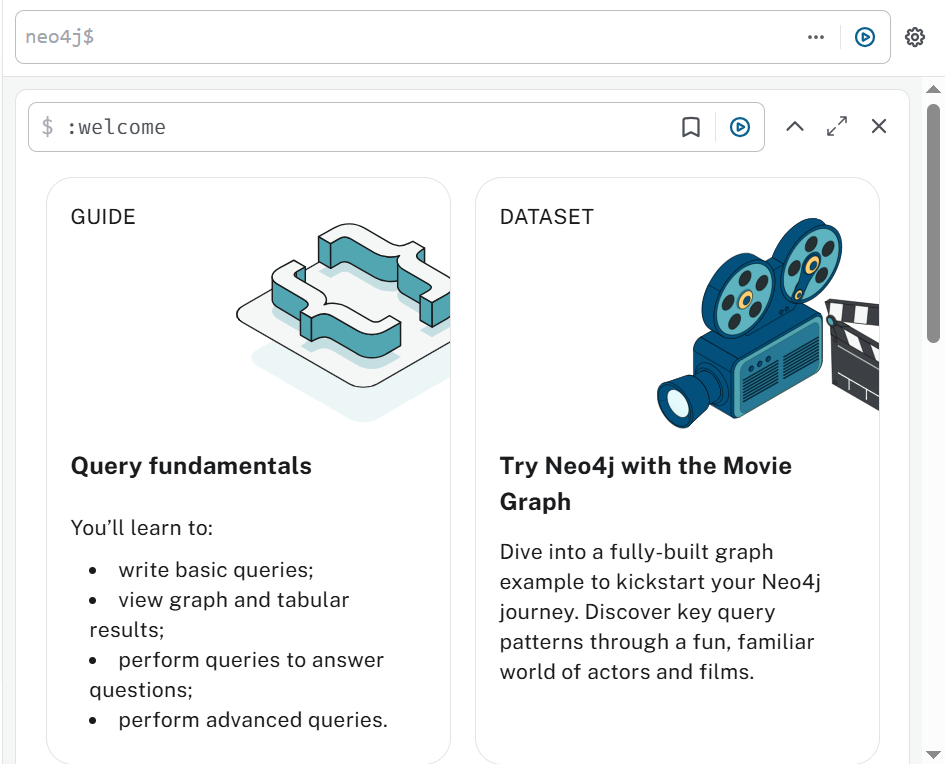 neo4j$
$ :welcome
GUIDE
Query fundamentals
You’ll learn to:
• write basic queries;
• view graph and tabular
results;
• perform queries to answer
questions;
• perform advanced queries.
DATASET
Try Neo4j with the Movie
Graph
Dive into a fully-built graph
example to kickstart your Neo4j
journey. Discover key query
patterns through a fun, familiar
world of actors and films.